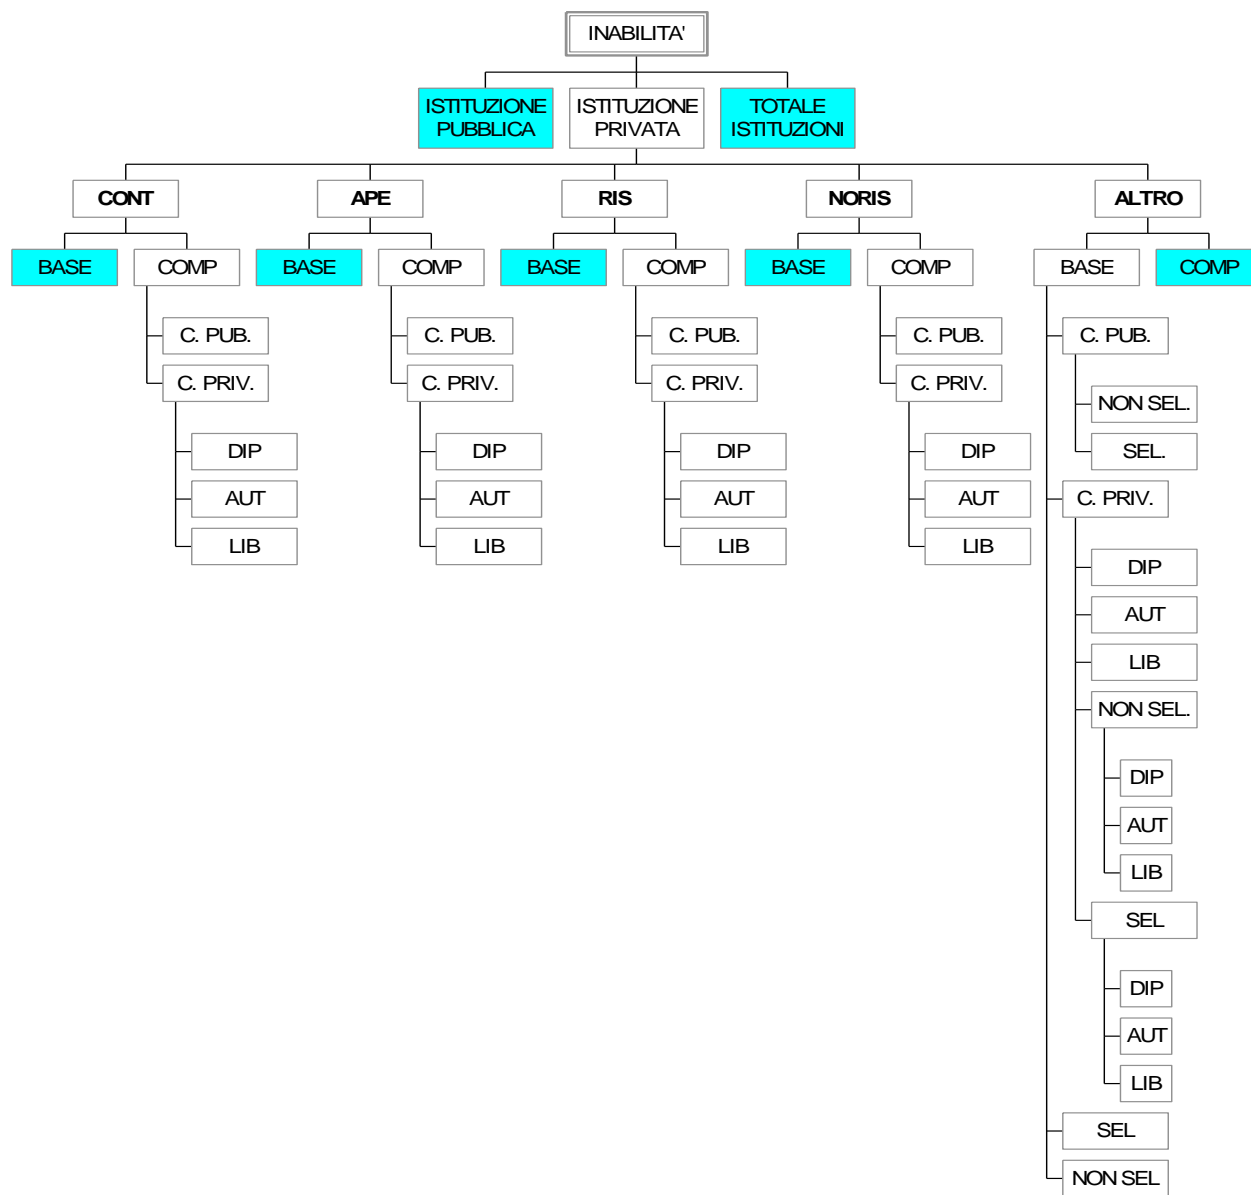 INABILITA'
ISTITUZIONE
PUBBLICA
ISTITUZIONE
PRIVATA
TOTALE
ISTITUZIONI
CONT
APE
RIS
NORIS
ALTRO
BASE
COMP
BASE
COMP
BASE
COMP
BASE
COMP
BASE
COMP
C. PUB.
C. PRIV.
DIP
AUT
LIB
C. PUB.
C. PRIV.
DIP
AUT
LIB
C. PUB.
C. PRIV.
DIP
AUT
LIB
C. PUB.
C. PRIV.
DIP
AUT
LIB
C. PUB.
NON SEL.
SEL.
C. PRIV.
DIP
AUT
LIB
NON SEL.
DIP
AUT
LIB
SEL
DIP
AUT
LIB
SEL
NON SEL